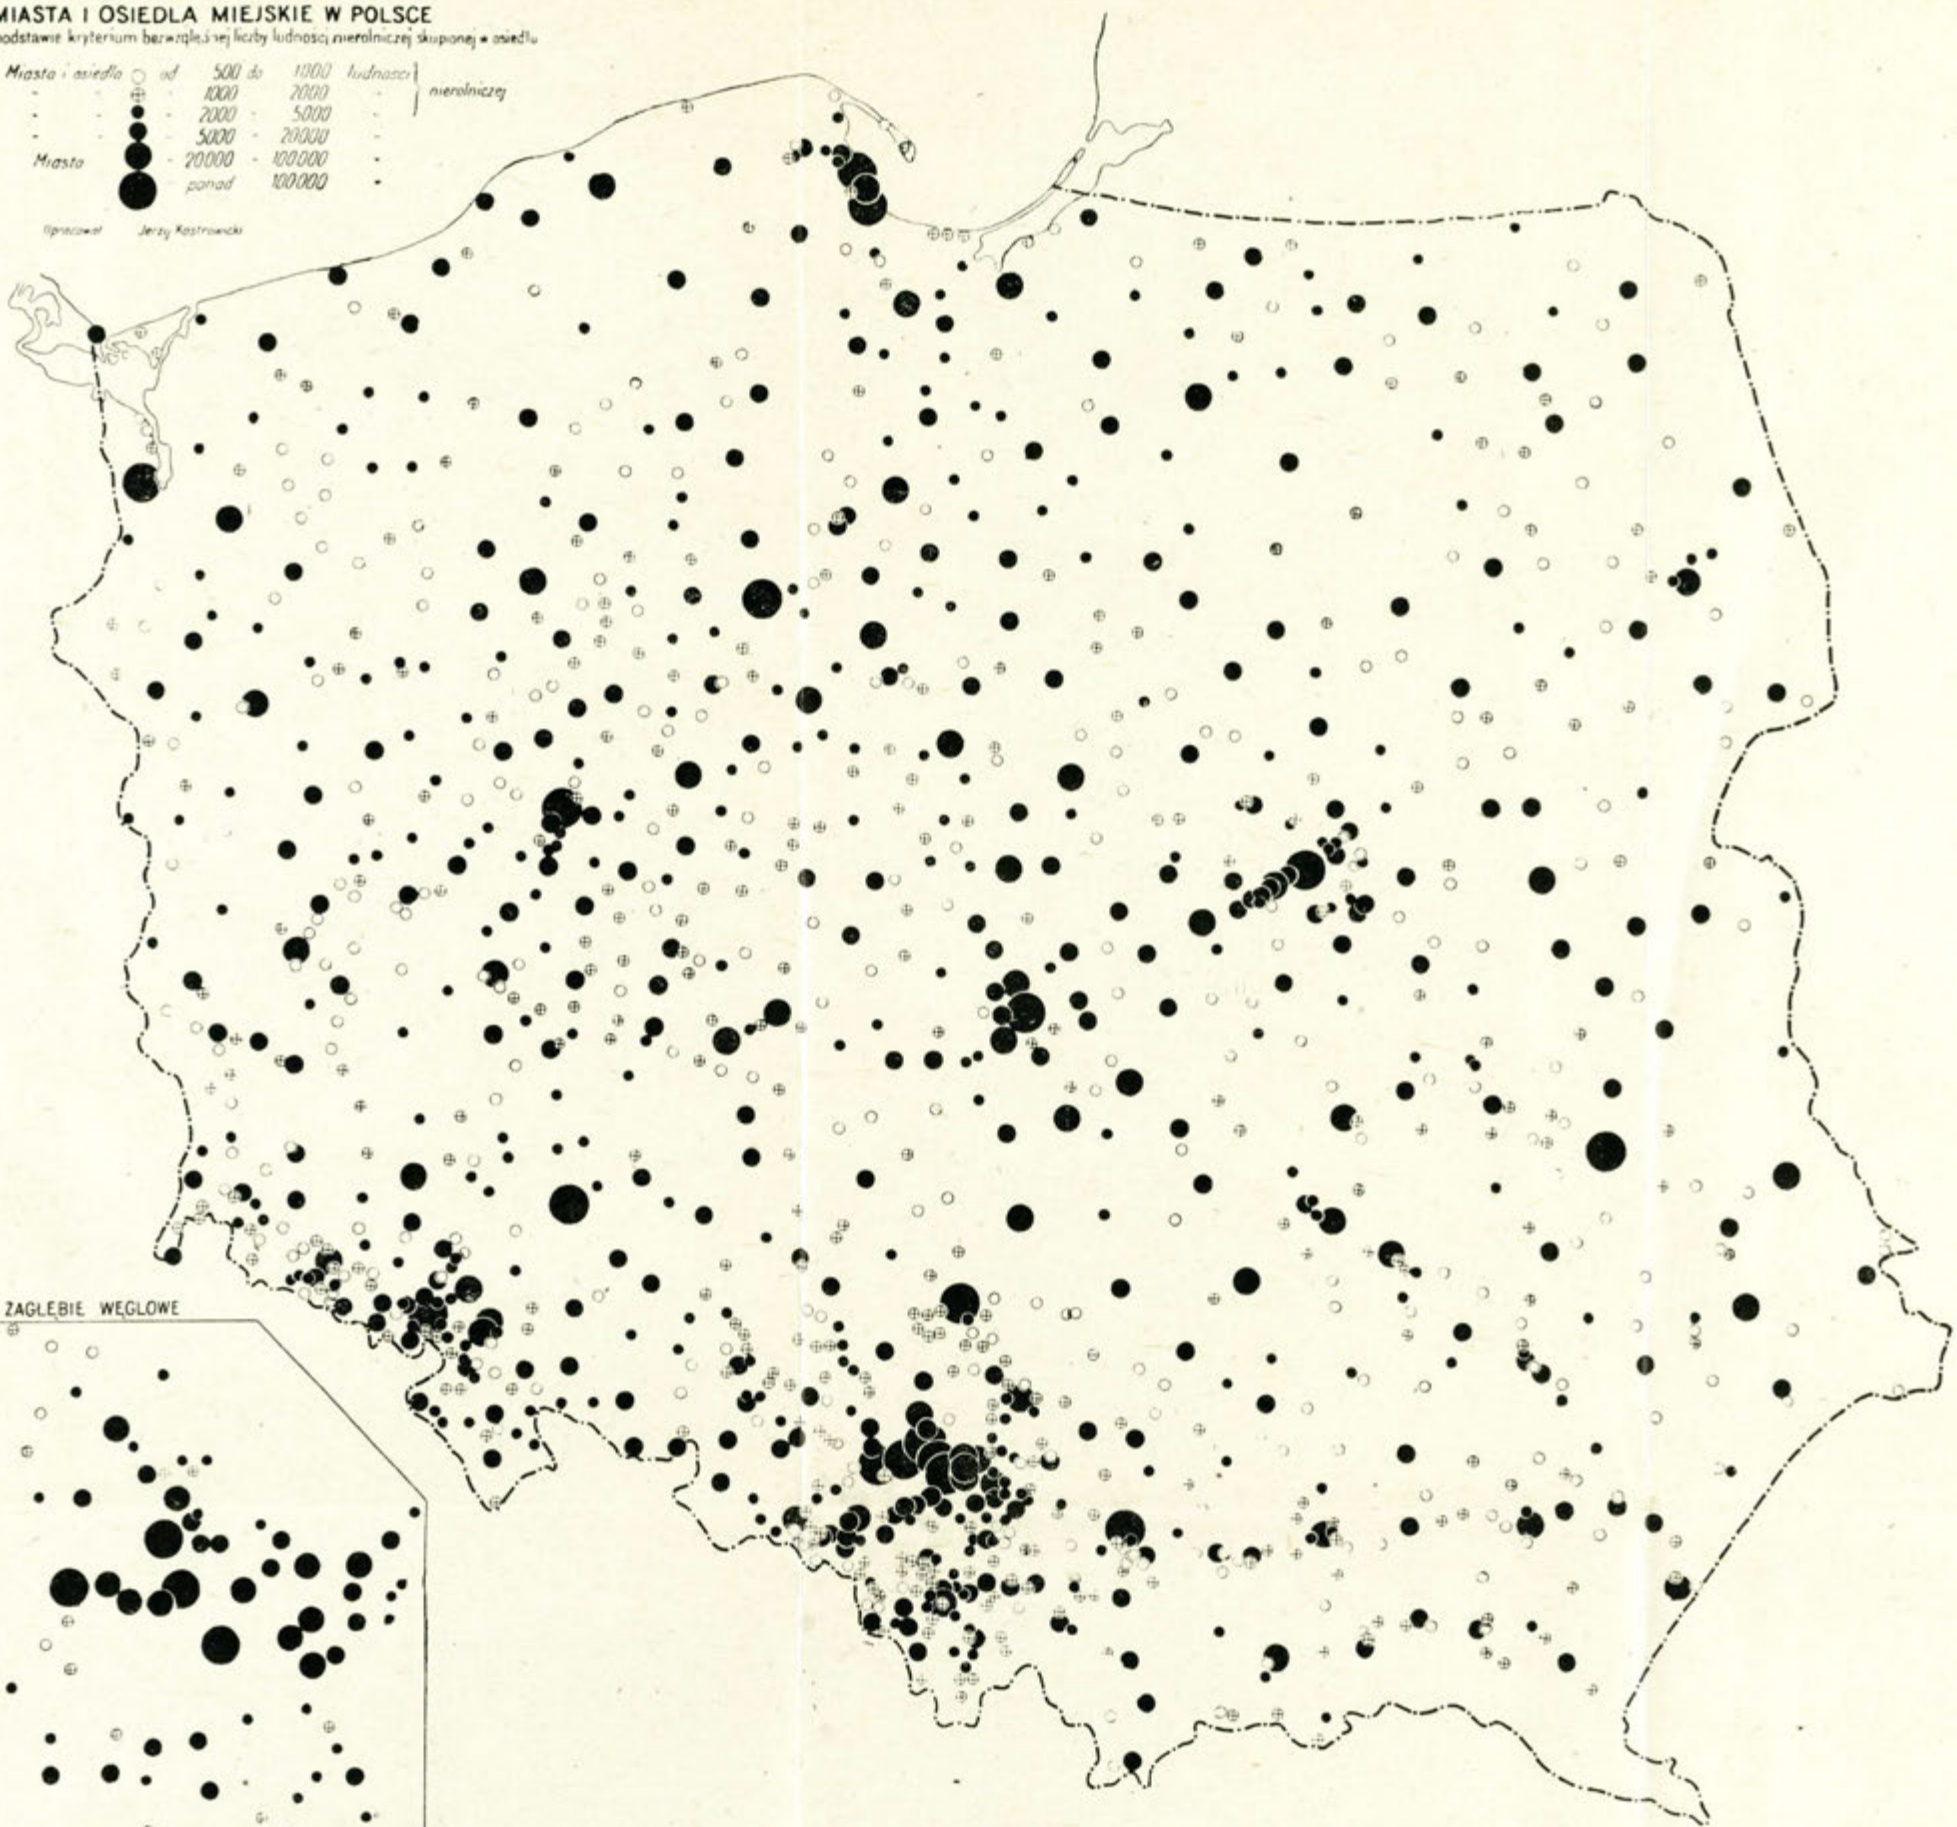 MIASTA I OSIEDLA MIEJSKIE W POLSCE
podstawie kryterium bezwzględnej liczby ludności nierolniczej skupionej w osiedlu
Miasta i osiedla od 500 do 1000 ludności
- - - 1000 - 2000 - nierolniczej
- - - 2000 - 5000 -
- - - 5000 - 20000 -
Miasta - 20000 - 100000 -
ponad 100000 -
Opracował Jerzy Kostrowicki
ZAGŁĘBIE WĘGLOWE